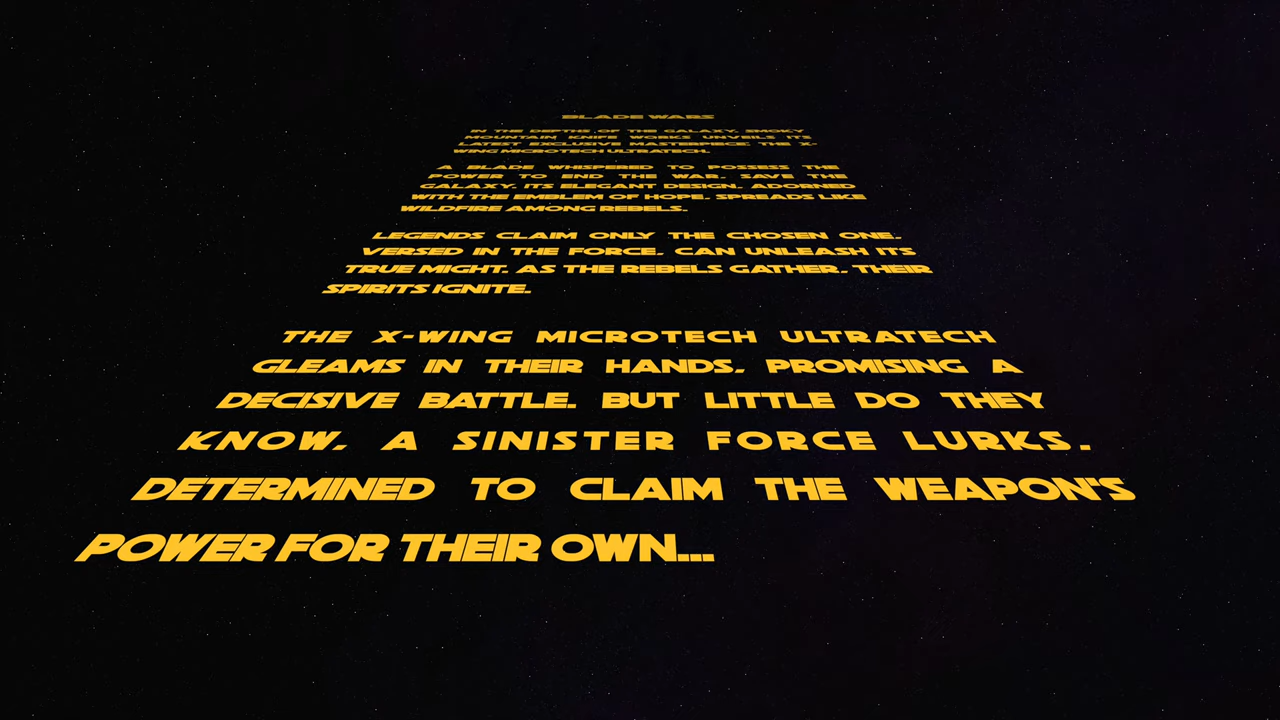 BLADE WARS
IN THE DEPTHS OF THE GALAXY, SMOKY
MOUNTAIN KNIFE WORKS UNVEILS ITS
LATEST EXCLUSIVE MASTERPIECE: THE X-
WING MICROTECH ULTRATECH.
A BLADE WHISPERED TO POSSESS THE
POWER TO END THE WAR, SAVE THE
GALAXY. ITS ELEGANT DESIGN, ADORNED
WITH THE EMBLEM OF HOPE, SPREADS LIKE
WILDFIRE AMONG REBELS.
LEGENDS CLAIM ONLY THE CHOSEN ONE,
VERSED IN THE FORCE, CAN UNLEASH ITS
TRUE MIGHT. AS THE REBELS GATHER, THEIR
SPIRITS IGNITE.
THE X-WING MICROTECH ULTRATECH
GLEAMS IN THEIR HANDS, PROMISING A
DECISIVE BATTLE. BUT LITTLE DO THEY
KNOW, A SINISTER FORCE LURKS,
DETERMINED TO CLAIM THE WEAPON'S
POWER FOR THEIR OWN...